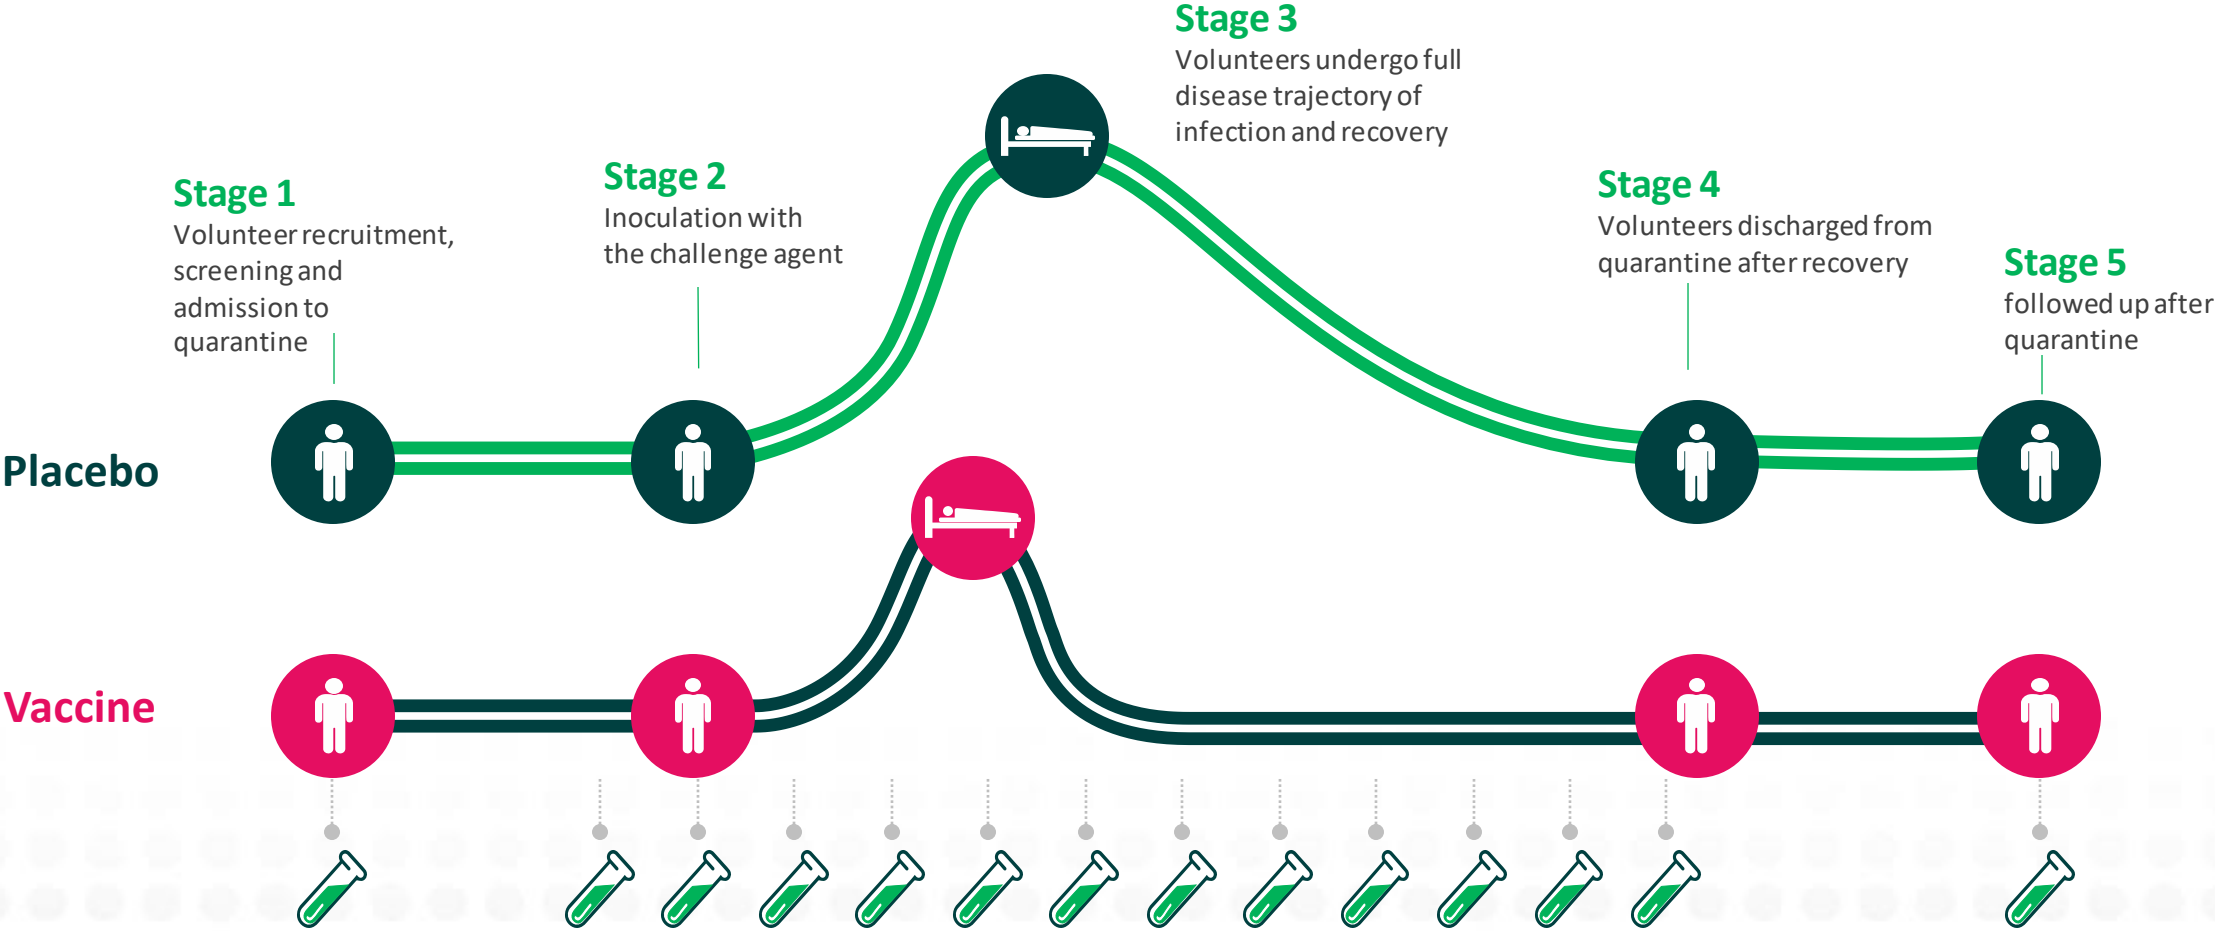 Stage 3
Volunteers undergo full
disease trajectory of
infection and recovery
Stage 2
Inoculation with
the challenge agent
Stage 4
Volunteers discharged from
quarantine after recovery
Stage 1
Volunteer recruitment,
screening and
admission to
quarantine
Stage 5
followed up after
quarantine
Placebo
Vaccine